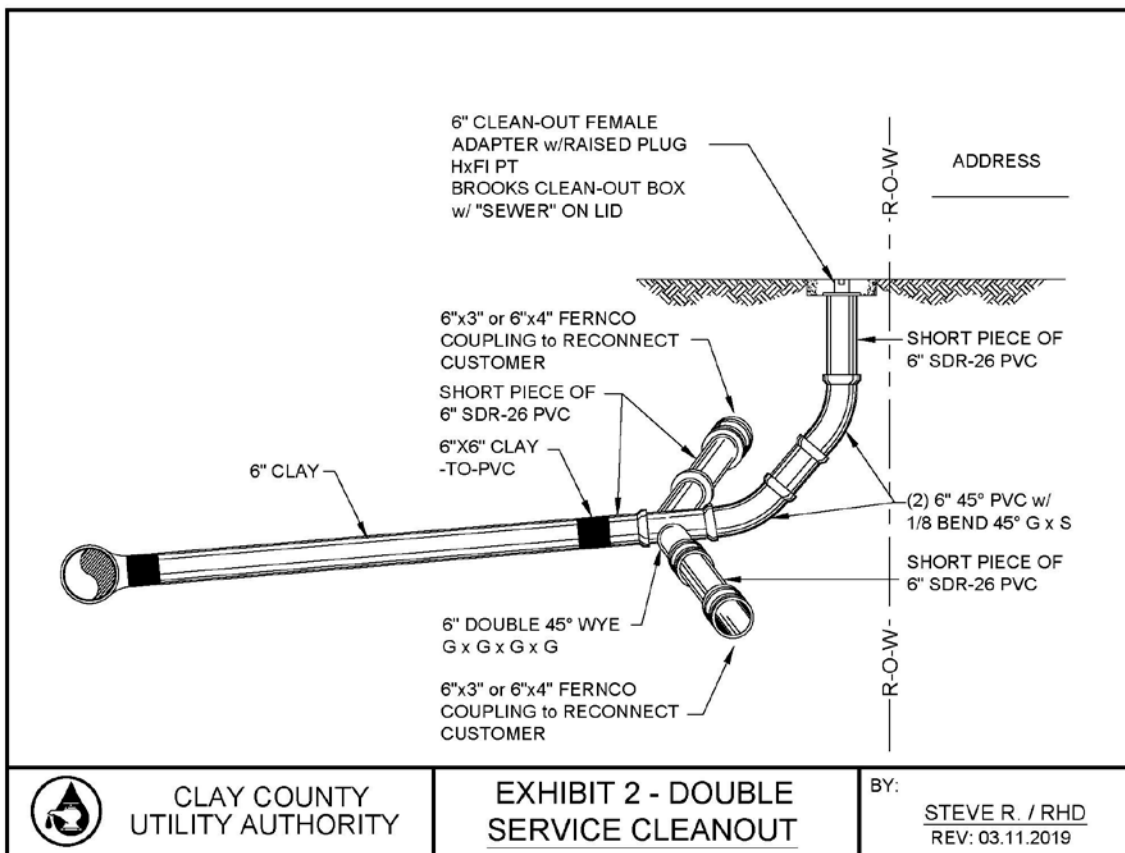 6" CLEAN-OUT FEMALE
ADAPTER w/RAISED PLUG
HxFI PT
BROOKS CLEAN-OUT BOX
w/ "SEWER" ON LID
R-O-W
ADDRESS
6"x3" or 6"x4" FERNCO
COUPLING to RECONNECT
CUSTOMER
SHORT PIECE OF
6" SDR-26 PVC
SHORT PIECE OF
6" SDR-26 PVC
6"X6" CLAY
-TO-PVC
6" CLAY
(2) 6" 45° PVC w/
1/8 BEND 45° G x S
SHORT PIECE OF
6" SDR-26 PVC
6" DOUBLE 45° WYE
G x G x G x G
6"x3" or 6"x4" FERNCO
COUPLING to RECONNECT
CUSTOMER
R-O-W
CLAY COUNTY
UTILITY AUTHORITY
EXHIBIT 2 - DOUBLE
SERVICE CLEANOUT
BY:
STEVE R. / RHD
REV: 03.11.2019